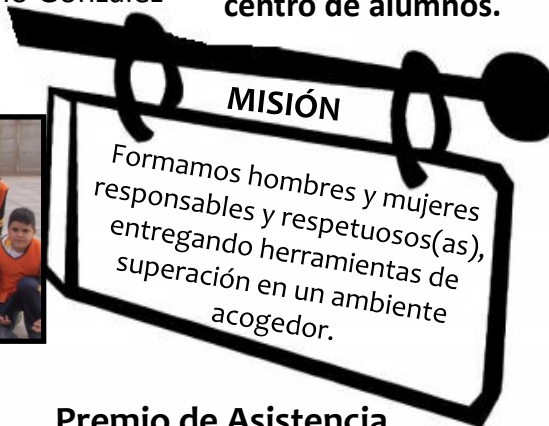 González
centro de alumnos.
MISIÓN
Formamos hombres y mujeres
responsables y respetuosos(as),
entregando herramientas de
superación en un ambiente
acogedor.
Premio de Asistencia